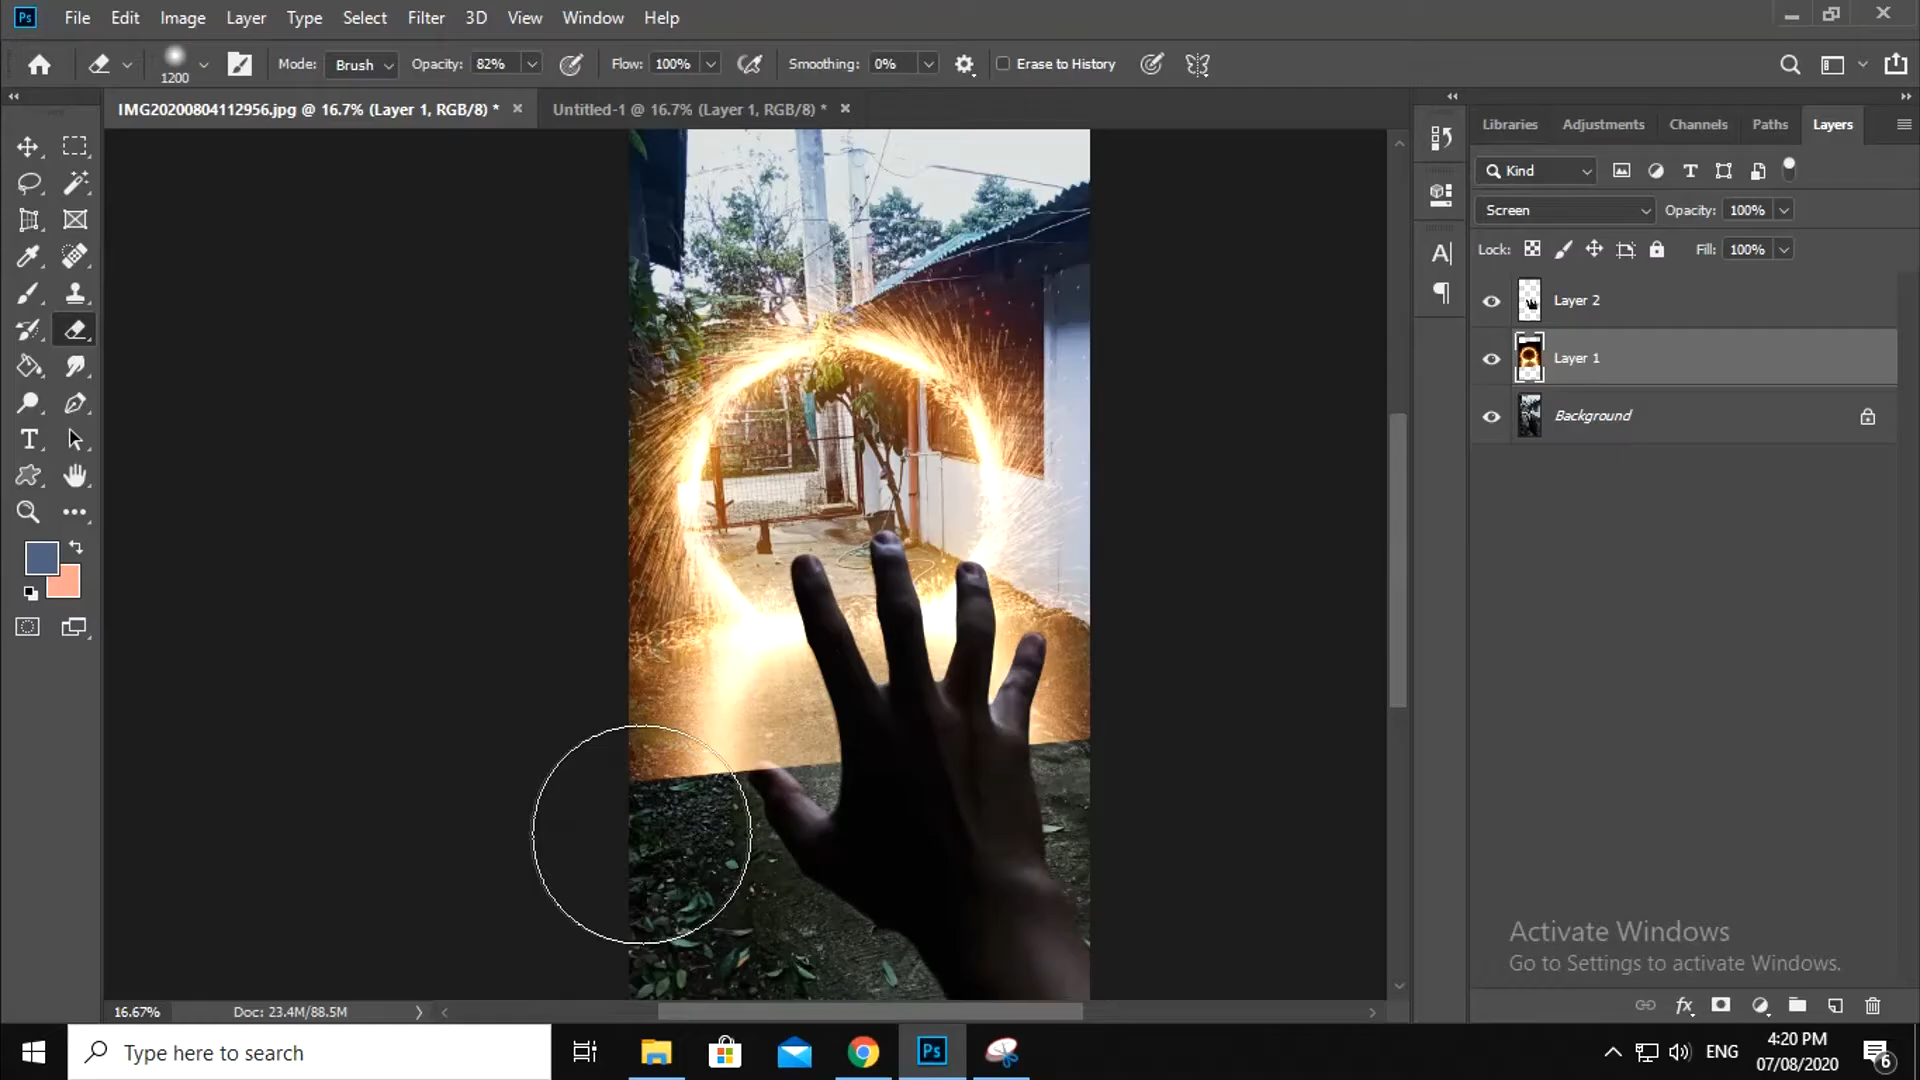 Ps File Edit Image Layer Type Select Filter 3D View Window Help
1200 Mode: Brush Opacity: 82% Flow: 100% Smoothing: 0% Erase to History
IMG20200804112956.jpg @ 16.7% (Layer 1, RGB/8) * Untitled-1 @ 16.7% (Layer 1, RGB/8) *
Libraries Adjustments Channels Paths Layers
Kind
Screen Opacity: 100%
Lock: Fill: 100%
Layer 2
Layer 1
Background
Activate Windows
Go to Settings to activate Windows.
16.67% Doc: 23.4M/88.5M
Type here to search Ps ENG 4:20 PM
07/08/2020 6